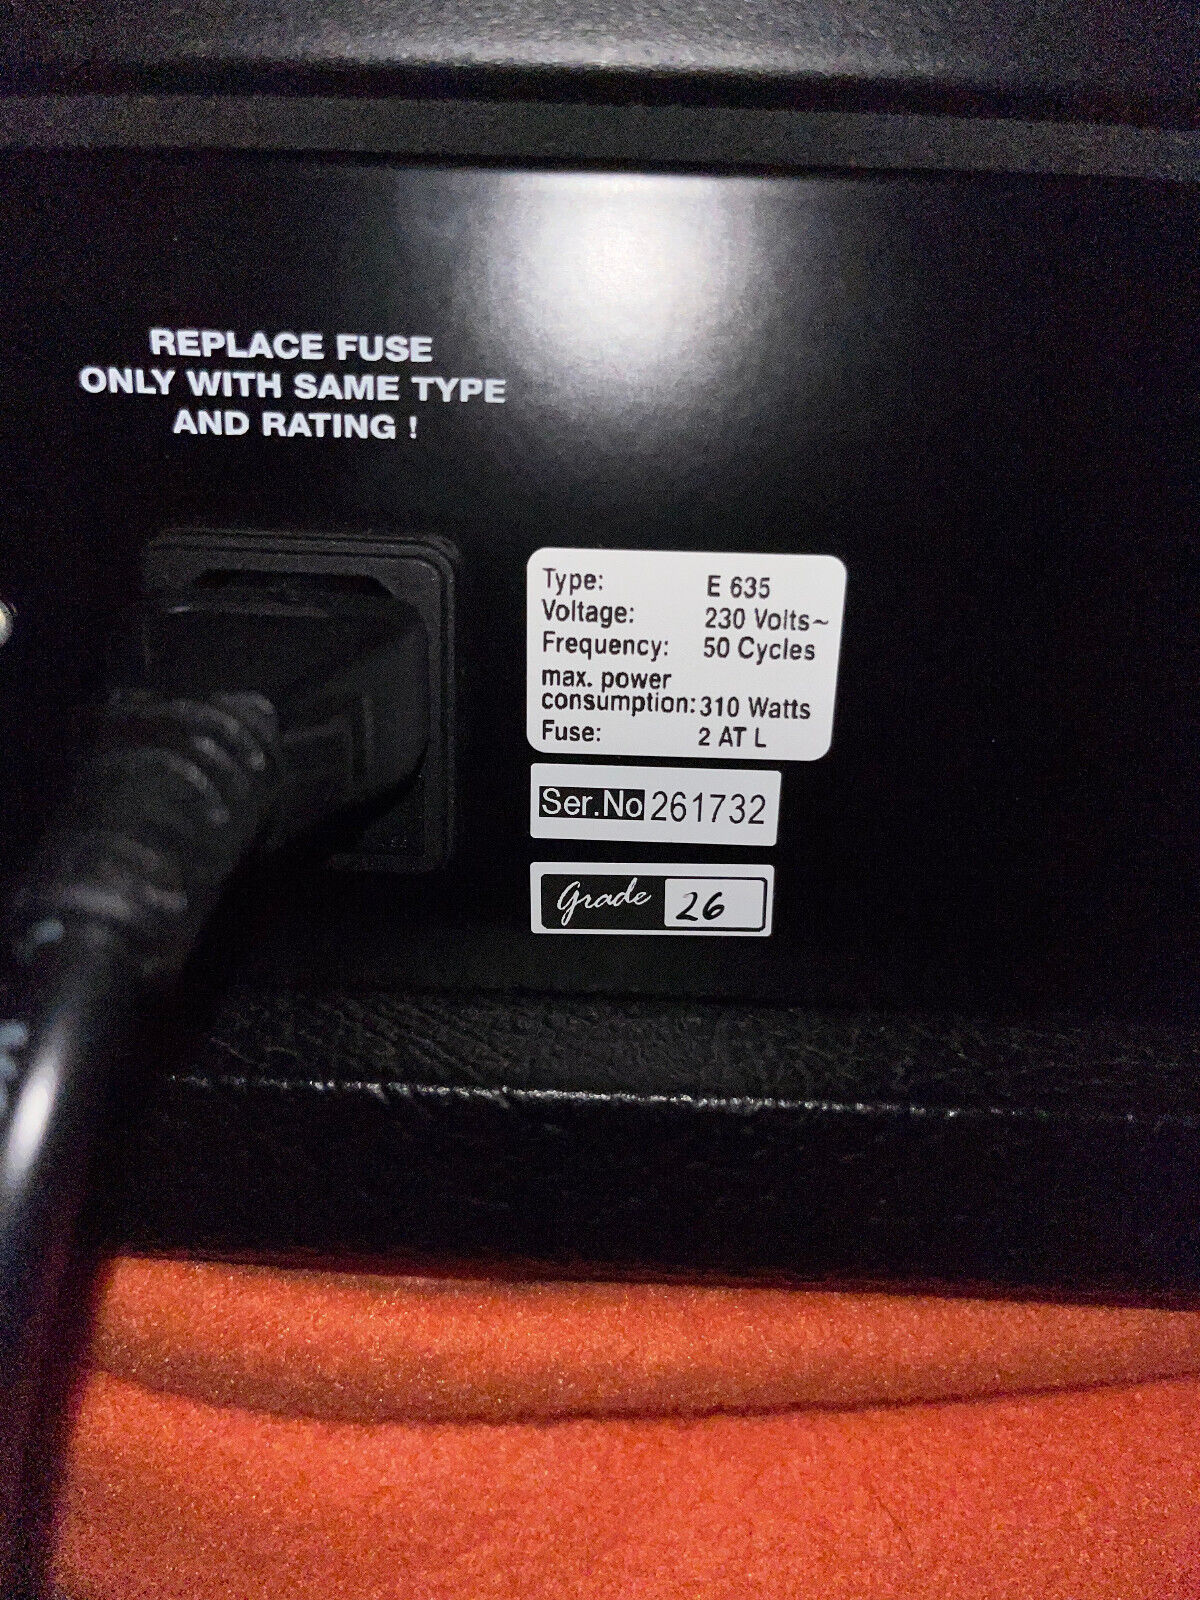 REPLACE FUSE
ONLY WITH SAME TYPE
AND RATING !
Type: E 635
Voltage: 230 Volts~
Frequency: 50 Cycles
max. power
consumption: 310 Watts
Fuse: 2 AT L
Ser.No 261732
Grade 26